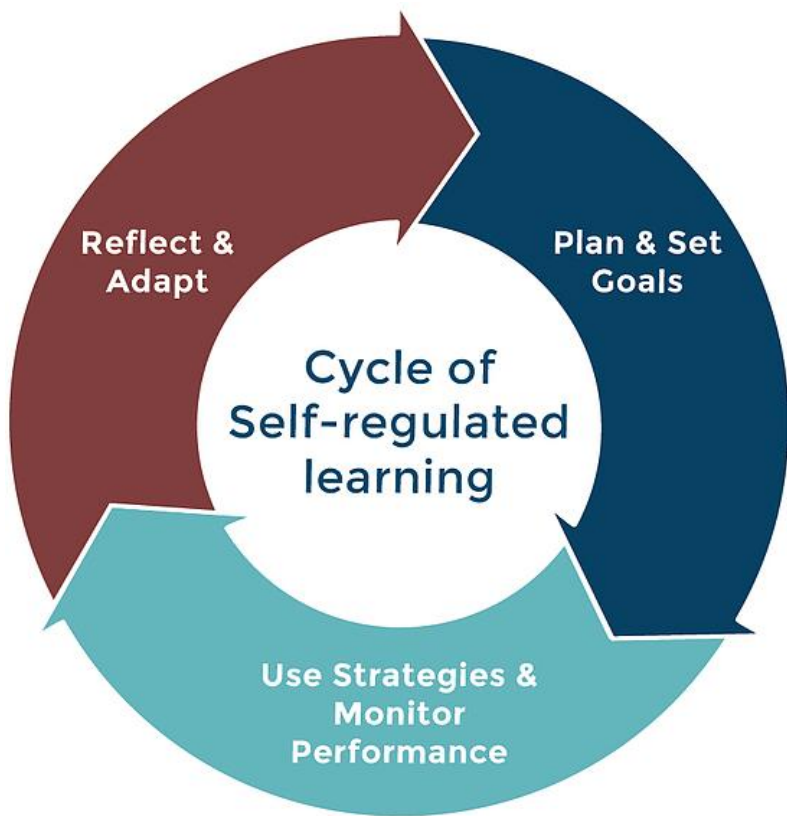 Cycle of
Self-regulated
learning
Plan & Set
Goals
Use Strategies &
Monitor
Performance
Reflect &
Adapt